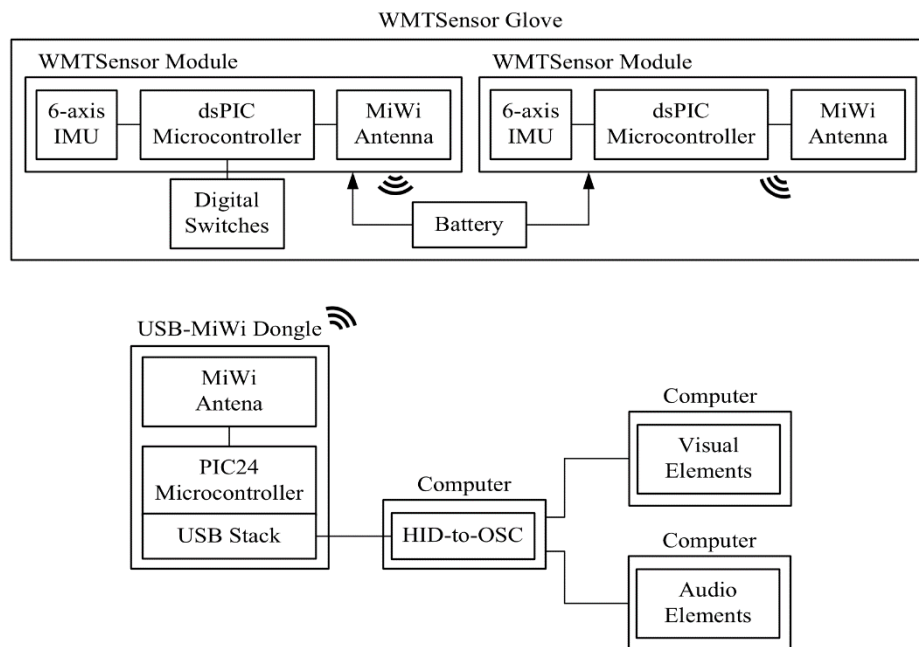 WMTSensor Glove
WMTSensor Module
6-axis
IMU
dsPIC
Microcontroller
MiWi
Antenna
Digital
Switches
Battery
WMTSensor Module
6-axis
IMU
dsPIC
Microcontroller
MiWi
Antenna
USB-MiWi Dongle
MiWi
Antena
PIC24
Microcontroller
USB Stack
Computer
HID-to-OSC
Computer
Visual
Elements
Computer
Audio
Elements